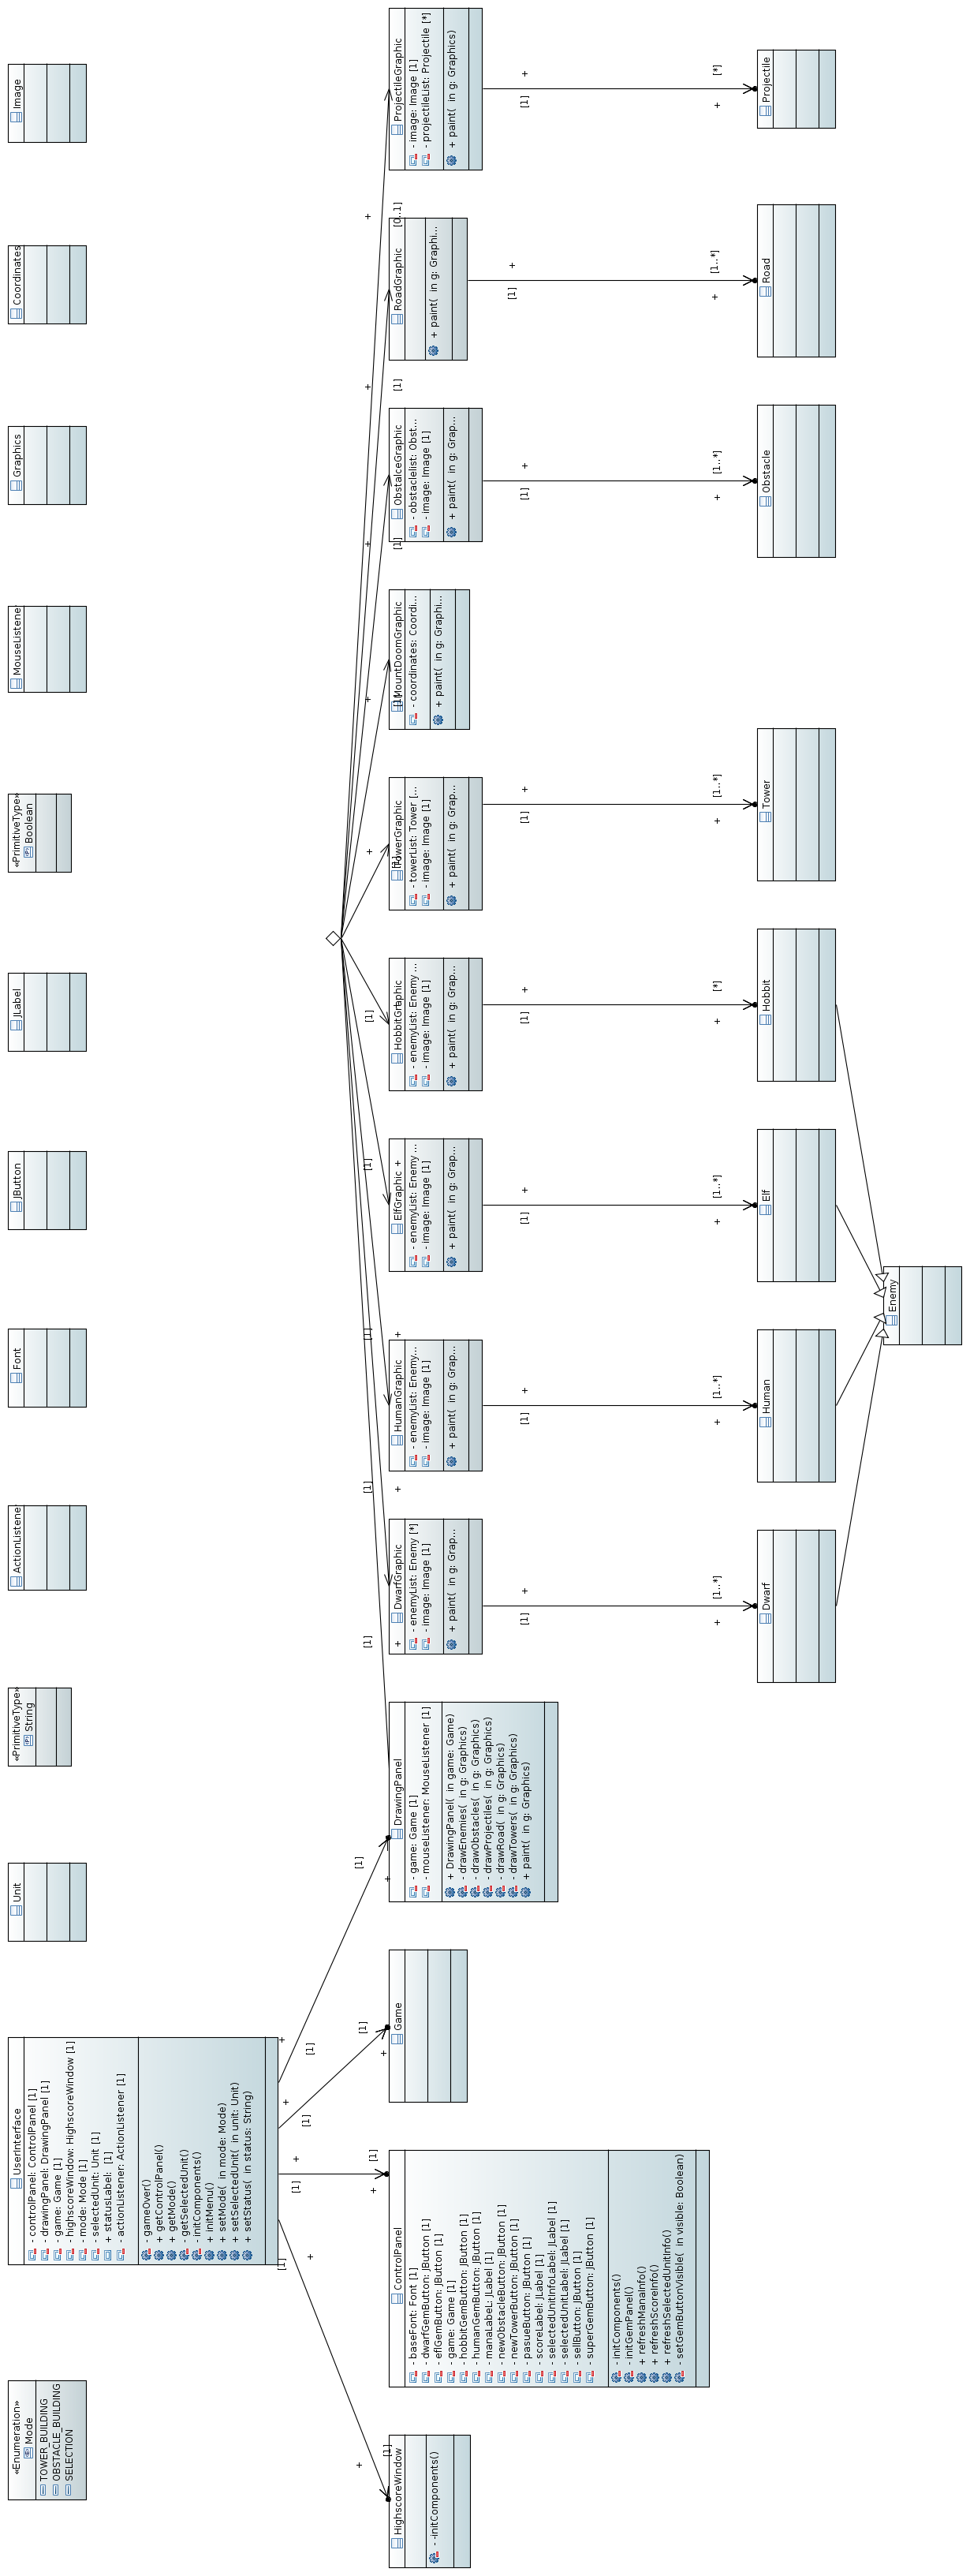 «Enumeration»
Mode
TOWER_BUILDING
OBSTACLE_BUILDING
SELECTION
UserInterface
- controlPanel: ControlPanel [1]
- drawingPanel: DrawingPanel [1]
- game: Game [1]
- highscoreWindow: HighscoreWindow [1]
- mode: Mode [1]
- selectedUnit: Unit [1]
+ statusLabel:  [1]
- actionListener: ActionListener [1]
- gameOver()
+ getControlPanel()
+ getMode()
- getSelectedUnit()
- initComponents()
+ initMenu()
+ setMode(  in mode: Mode)
+ setSelectedUnit(  in unit: Unit)
+ setStatus(  in status: String)
Unit
«PrimitiveType»
String
ActionListene
Font
JButton
JLabel
«PrimitiveType»
Boolean
MouseListene
Graphics
Coordinates
Image
[1]
+
[1]
+
[1]
+
[1]
+
+
[1]
+
[1]
+
[1]
+
[1]
HighscoreWindow
- -initComponents()
ControlPanel
- baseFont: Font [1]
- dwarfGemButton: JButton [1]
- eflGemButton: JButton [1]
- game: Game [1]
- hobbitGemButton: JButton [1]
- humanGemButton: JButton [1]
- manaLabeL: JLabel [1]
- newObstacleButton: JButton [1]
- newTowerButton: JButton [1]
- pasueButton: JButton [1]
- scoreLabel: JLabel [1]
- selectedUnitInfoLabel: JLabel [1]
- selectedUnitLabel: JLabel [1]
- sellButton: JButton [1]
- superGemButton: JButton [1]
- initComponents()
- initGemPanel()
+ refreshManaInfo()
+ refreshScoreInfo()
+ refreshSelectedUnitInfo()
- setGemButtonVisible(  in visible: Boolean)
Game
DrawingPanel
- game: Game [1]
- mouseListener: MouseListener [1]
+ DrawingPanel(  in game: Game)
- drawEnemies(  in g: Graphics)
- drawObstacles(  in g: Graphics)
- drawProjectiles(  in g: Graphics)
- drawRoad(  in g: Graphics)
- drawTowers(  in g: Graphics)
+ paint(  in g: Graphics)
[1]
+
[1]
+
[1]
+
[1]
+
[1]
+
+
[1]
+
[1]
+
[1]
+
[1]
+
[0..1]
DwarfGraphic
- enemyList: Enemy [*]
- image: Image [1]
+ paint(  in g: Grap...
HumanGraphic
- enemyList: Enemy...
- image: Image [1]
+ paint(  in g: Grap...
ElfGraphic
- enemyList: Enemy ...
- image: Image [1]
+ paint(  in g: Grap...
HobbitGraphic
- enemyList: Enemy ...
- image: Image [1]
+ paint(  in g: Grap...
TowerGraphic
- towerList: Tower [...
- image: Image [1]
+ paint(  in g: Grap...
MountDoomGraphic
- coordinates: Coordi...
+ paint(  in g: Graphi...
ObstalceGraphic
- obstaclelist: Obst...
- image: Image [1]
+ paint(  in g: Grap...
RoadGraphic
+ paint(  in g: Graphi...
ProjectileGraphic
- image: Image [1]
- projectileList: Projectile [*]
+ paint(  in g: Graphics)
[1]
+
[1]
+
[1]
+
[1]
+
[1]
+
[1]
+
[1]
+
[1]
+
+
[1..*]
+
[1..*]
+
[1..*]
+
[*]
+
[1..*]
+
[1..*]
+
[1..*]
+
[*]
Dwarf
Human
Elf
Hobbit
Tower
Obstacle
Road
Projectile
Enemy